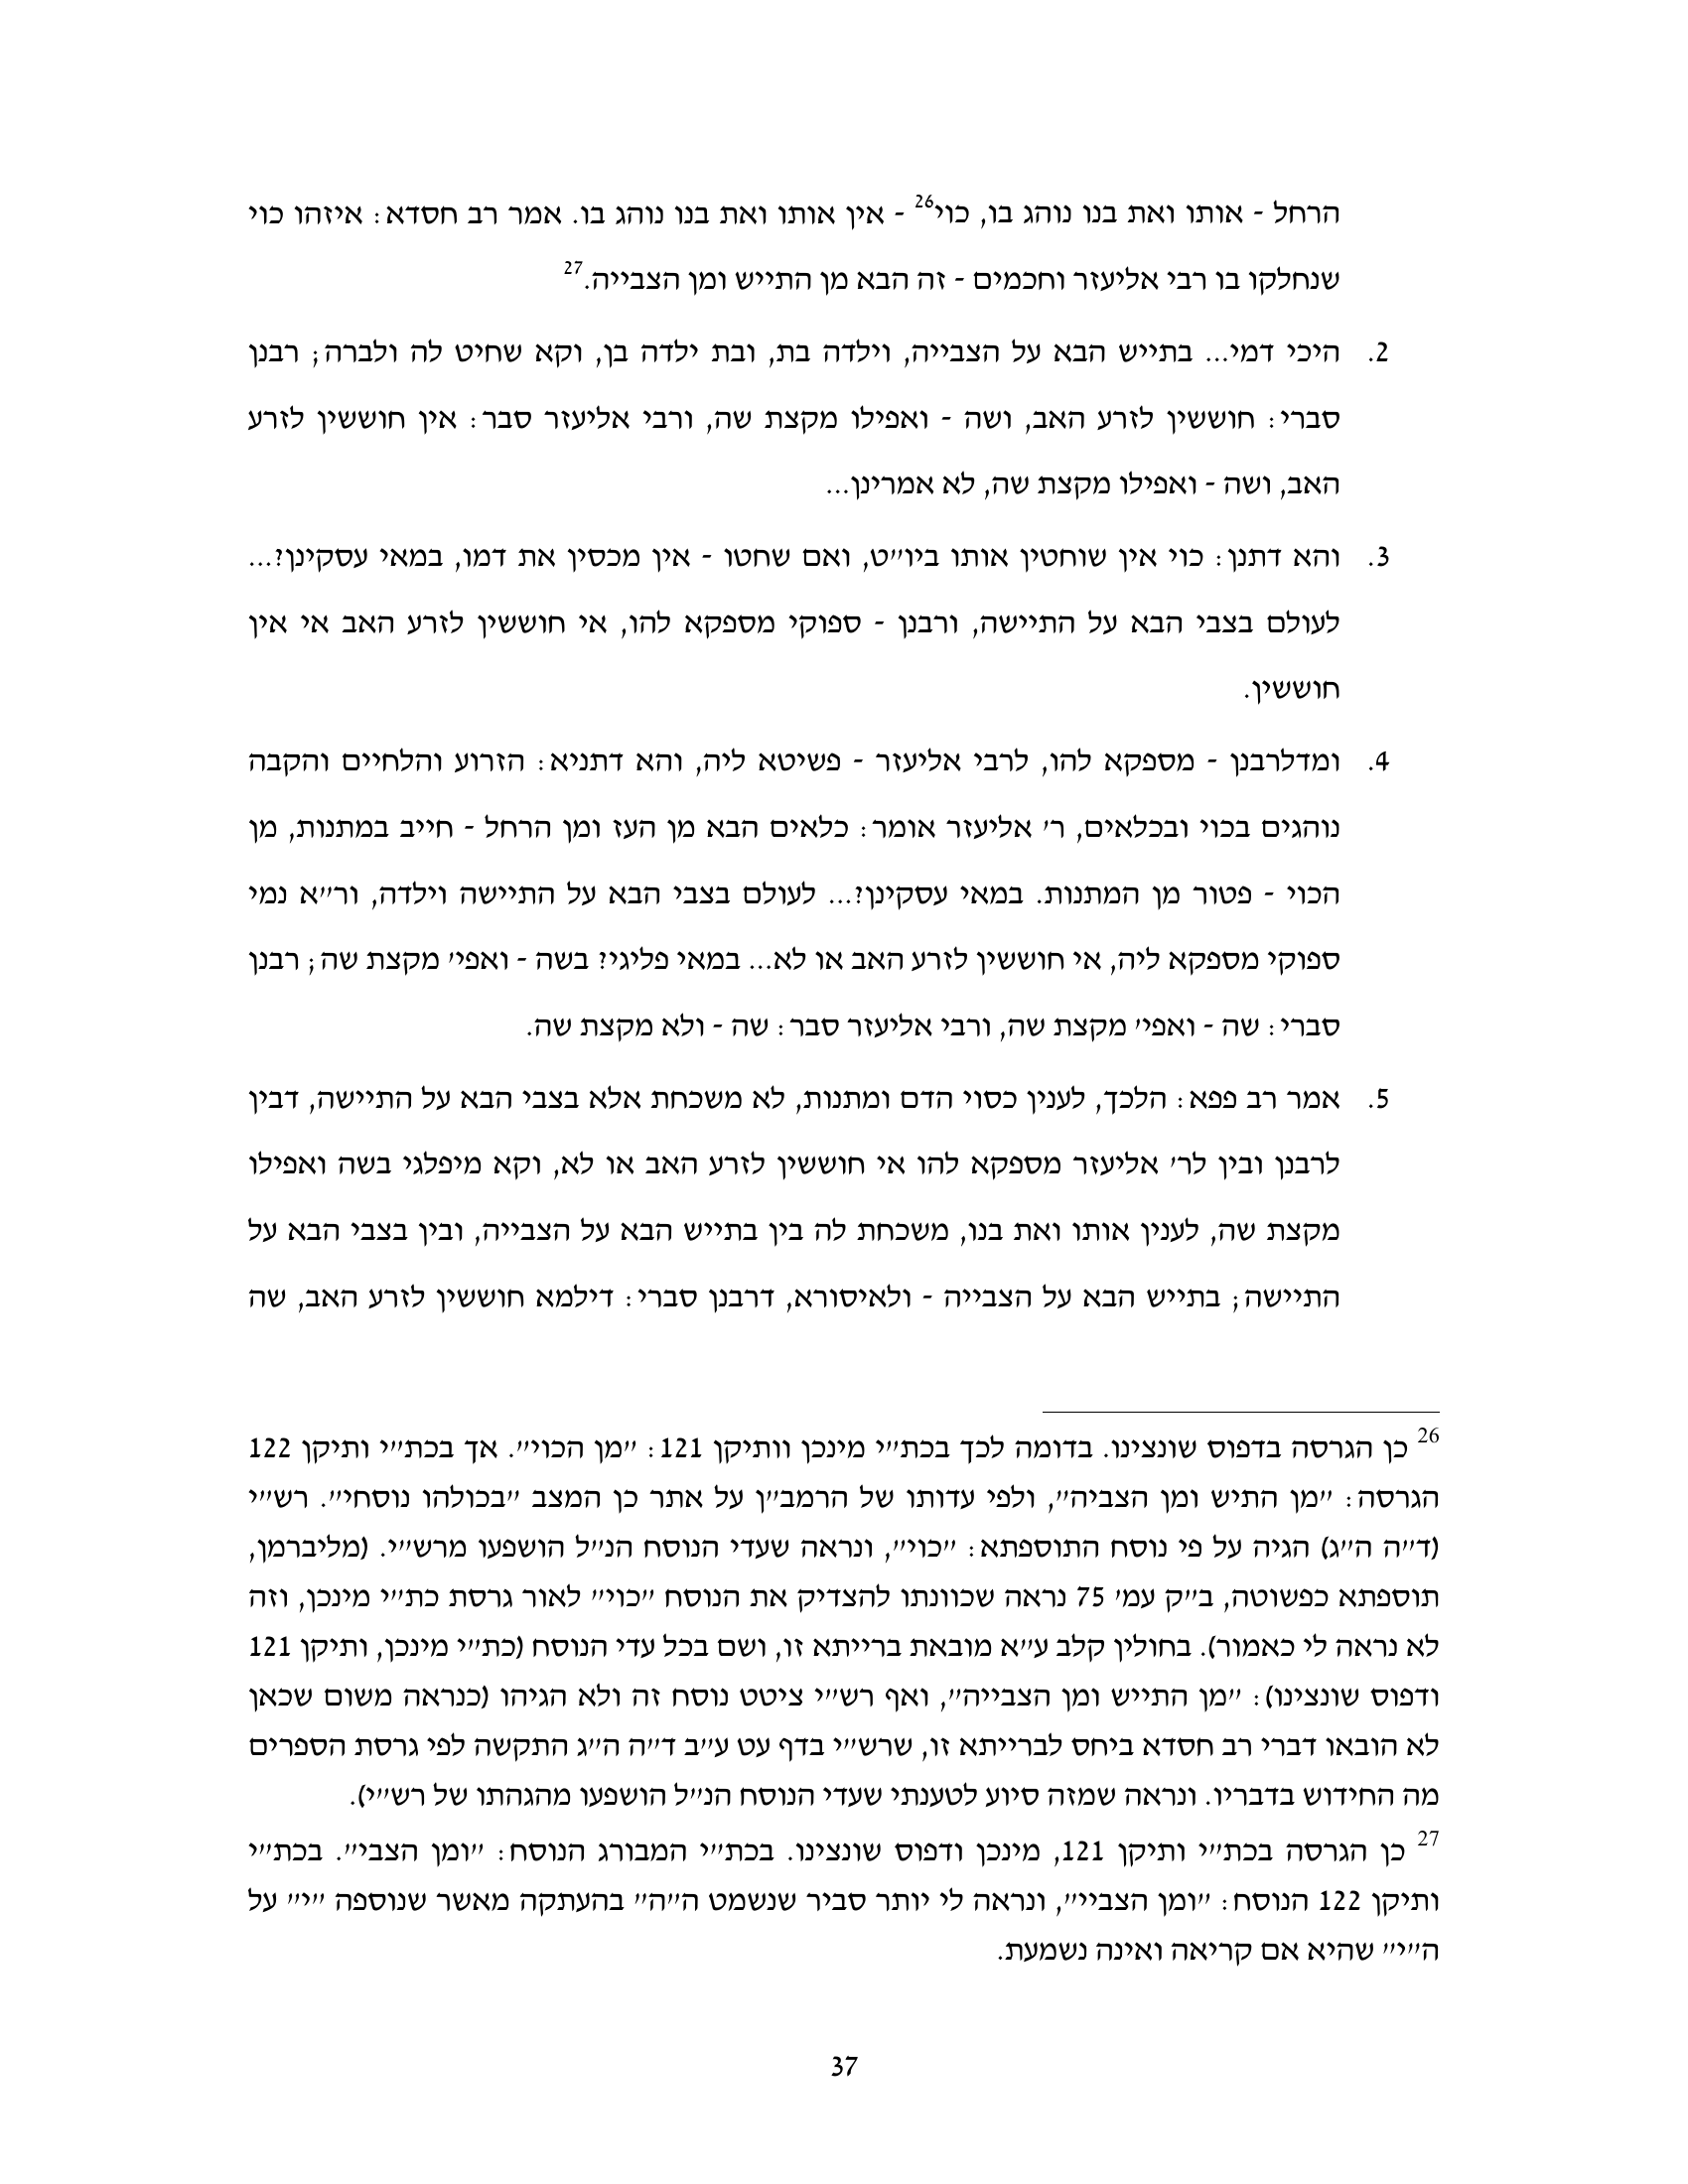 הרחל - אותו ואת בנו נוהג בו, כוי26 - אין אותו ואת בנו נוהג בו. אמר רב חסדא: איזהו כוי
שנחלקו בו רבי אליעזר וחכמים - זה הבא מן התייש ומן הצבייה.27
2. היכי דמי... בתייש הבא על הצבייה, וילדה בת, ובת ילדה בן, וקא שחיט לה ולברה; רבנן
סברי: חוששין לזרע האב, ושה - ואפילו מקצת שה, ורבי אליעזר סבר: אין חוששין לזרע
האב, ושה - ואפילו מקצת שה, לא אמרינן...
3. והא דתנן: כוי אין שוחטין אותו ביו"ט, ואם שחטו - אין מכסין את דמו, במאי עסקינן?...
לעולם בצבי הבא על התיישה, ורבנן - ספוקי מספקא להו, אי חוששין לזרע האב אי אין
חוששין.
4. ומדלרבנן - מספקא להו, לרבי אליעזר - פשיטא ליה, והא דתניא: הזרוע והלחיים והקבה
נוהגים בכוי ובכלאים, ר' אליעזר אומר: כלאים הבא מן העז ומן הרחל - חייב במתנות, מן
הכוי - פטור מן המתנות. במאי עסקינן?... לעולם בצבי הבא על התיישה וילדה, ור"א נמי
ספוקי מספקא ליה, אי חוששין לזרע האב או לא... במאי פליגי? בשה - ואפי' מקצת שה; רבנן
סברי: שה - ואפי' מקצת שה, ורבי אליעזר סבר: שה - ולא מקצת שה.
5. אמר רב פפא: הלכך, לענין כסוי הדם ומתנות, לא משכחת אלא בצבי הבא על התיישה, דבין
לרבנן ובין לר' אליעזר מספקא להו אי חוששין לזרע האב או לא, וקא מיפלגי בשה ואפילו
מקצת שה, לענין אותו ואת בנו, משכחת לה בין בתייש הבא על הצבייה, ובין בצבי הבא על
התיישה; בתייש הבא על הצבייה - ולאיסורא, דרבנן סברי: דילמא חוששין לזרע האב, שה
26 כן הגרסה בדפוס שונצינו. בדומה לכך בכת"י מינכן וותיקן 121: "מן הכוי". אך בכת"י ותיקן 122
הגרסה: "מן התיש ומן הצביה", ולפי עדותו של הרמב"ן על אתר כן המצב "בכולהו נוסחי". רש"י
(ד"ה ה"ג) הגיה על פי נוסח התוספתא: "כוי", ונראה שעדי הנוסח הנ"ל הושפעו מרש"י. (מליברמן,
תוספתא כפשוטה, ב"ק עמ' 75 נראה שכוונתו להצדיק את הנוסח "כוי" לאור גרסת כת"י מינכן, וזה
לא נראה לי כאמור). בחולין קלב ע"א מובאת ברייתא זו, ושם בכל עדי הנוסח (כת"י מינכן, ותיקן 121
ודפוס שונצינו): "מן התייש ומן הצבייה", ואף רש"י ציטט נוסח זה ולא הגיהו (כנראה משום שכאן
לא הובאו דברי רב חסדא ביחס לברייתא זו, שרש"י בדף עט ע"ב ד"ה ה"ג התקשה לפי גרסת הספרים
מה החידוש בדבריו. ונראה שמזה סיוע לטענתי שעדי הנוסח הנ"ל הושפעו מהגהתו של רש"י).
27 כן הגרסה בכת"י ותיקן 121, מינכן ודפוס שונצינו. בכת"י המבורג הנוסח: "ומן הצבי". בכת"י
ותיקן 122 הנוסח: "ומן הצביי", ונראה לי יותר סביר שנשמט ה"ה" בהעתקה מאשר שנוספה "י" על
ה"י" שהיא אם קריאה ואינה נשמעת.
37